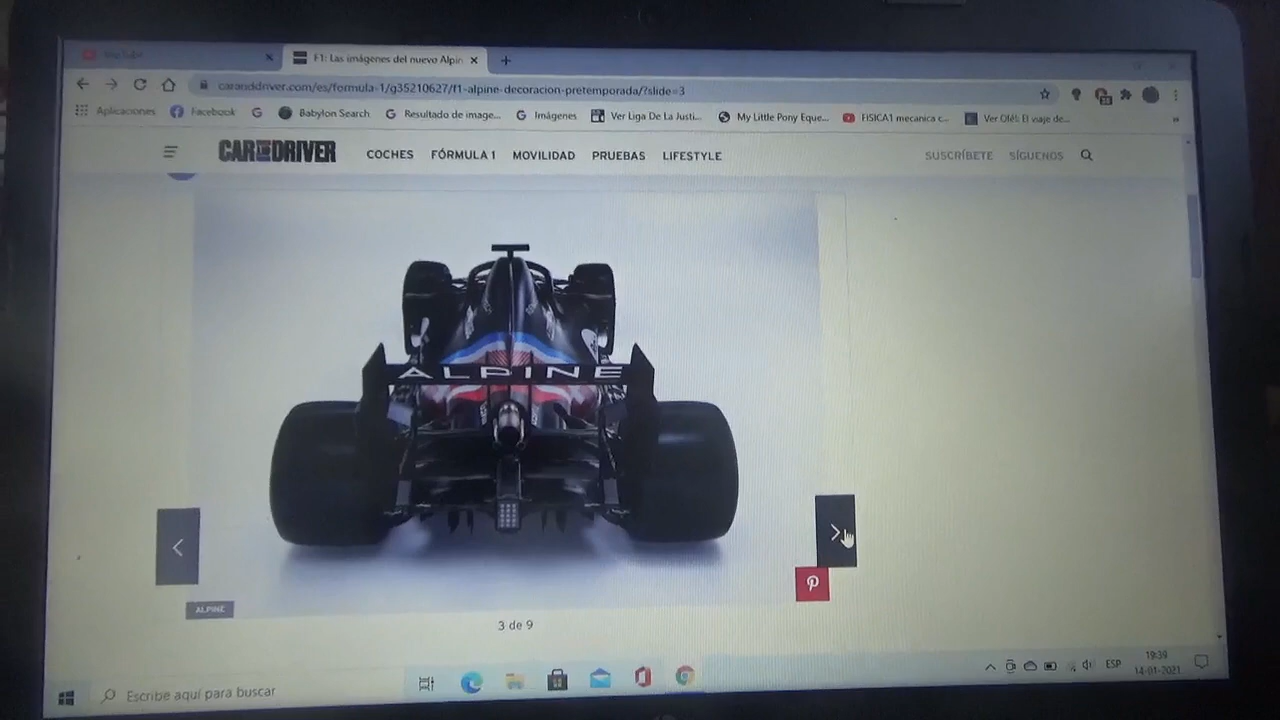 YouTube
F1: Las imágenes del nuevo Alpin
caranddriver.com/es/formula-1/g35210627/f1-alpine-decoracion-pretemporada/?slide=3
Aplicaciones
Facebook
Babylon Search
Resultado de image...
Imágenes
Ver Liga De La Justi...
My Little Pony Eque...
FISICA1 mecanica c...
Ver Olé!: El viaje de...
CAR AND DRIVER
COCHES
FÓRMULA 1
MOVILIDAD
PRUEBAS
LIFESTYLE
SUSCRÍBETE
SÍGUENOS
ALPINE
ALPINE
3 de 9
Escribe aquí para buscar
ESP
19:39
14-01-2021